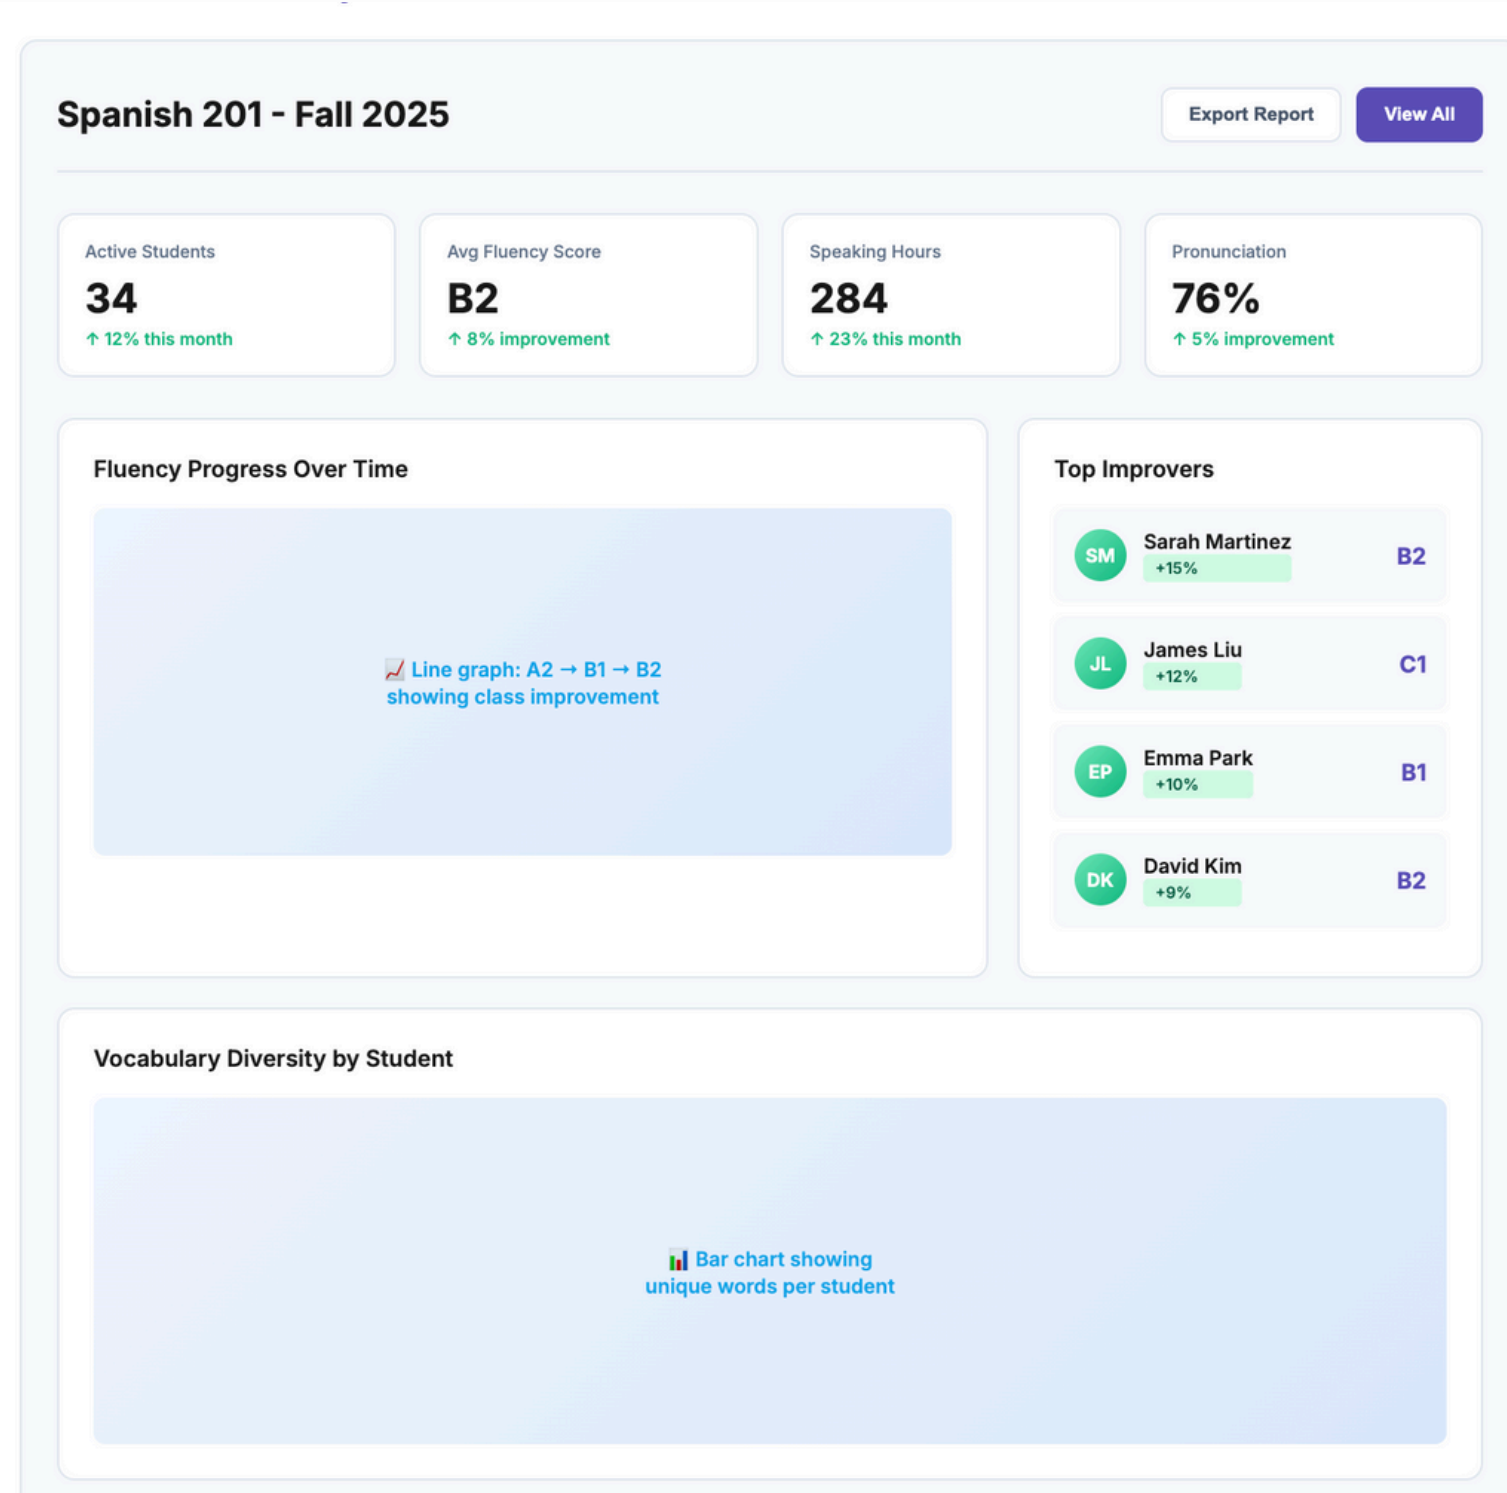 Spanish 201 - Fall 2025
Export Report
View All
Active Students
34
↑ 12% this month
Avg Fluency Score
B2
↑ 8% improvement
Speaking Hours
284
↑ 23% this month
Pronunciation
76%
↑ 5% improvement
Fluency Progress Over Time
📈 Line graph: A2 → B1 → B2
showing class improvement
Top Improvers
SM
Sarah Martinez
+15%
B2
JL
James Liu
+12%
C1
EP
Emma Park
+10%
B1
DK
David Kim
+9%
B2
Vocabulary Diversity by Student
📊 Bar chart showing
unique words per student